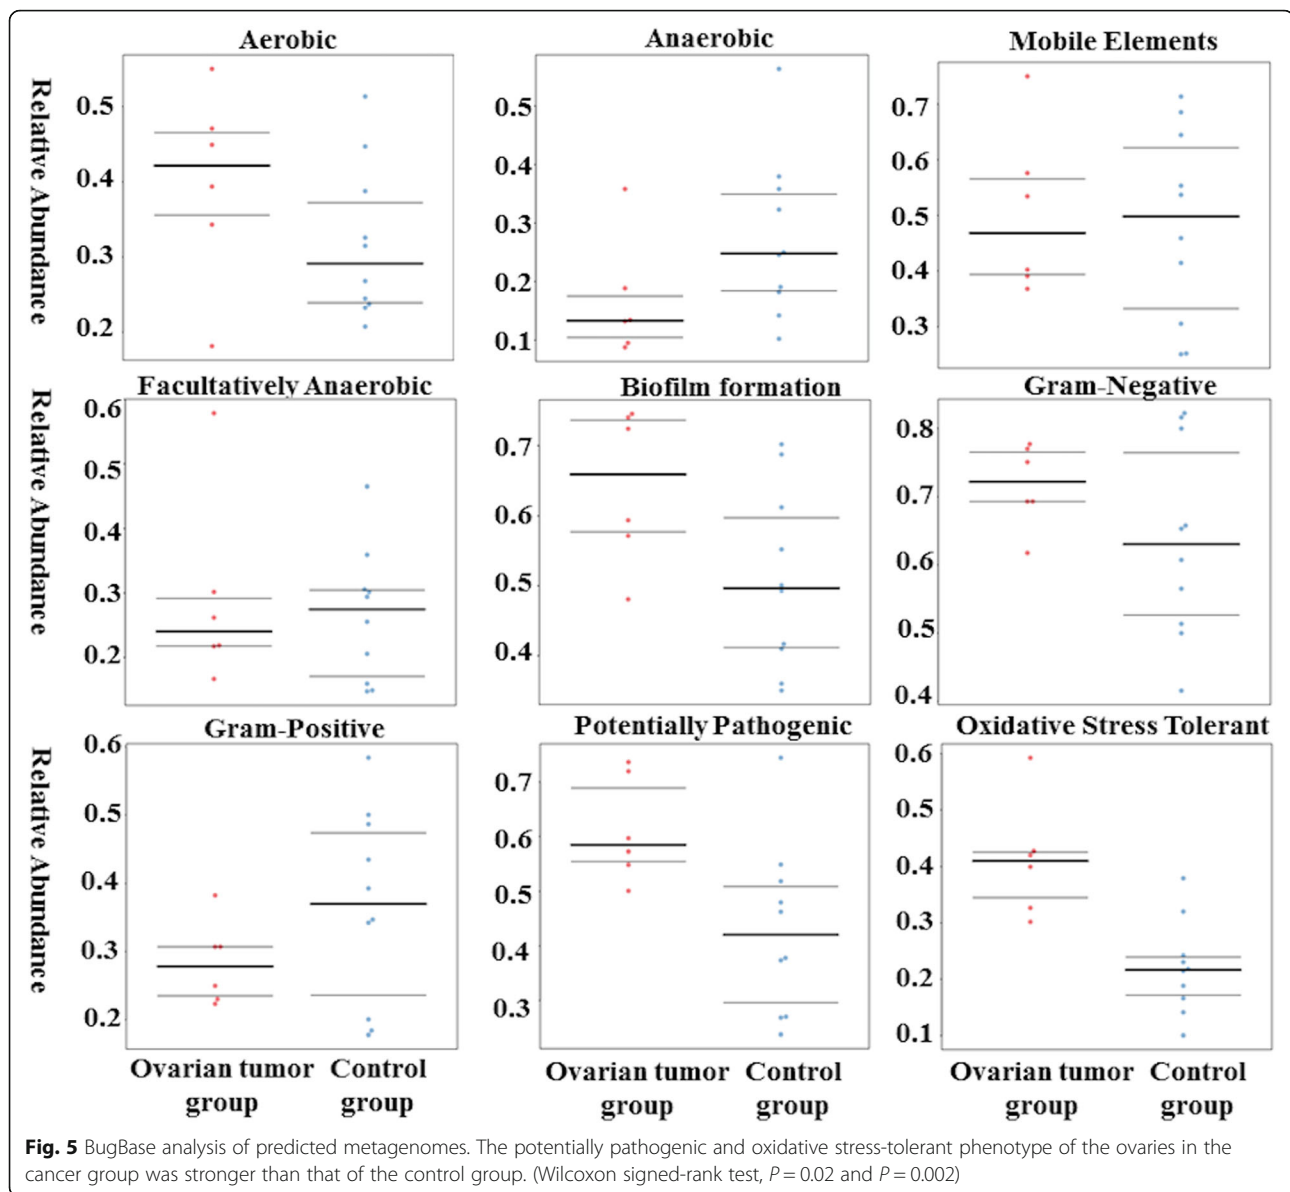 Aerobic
Anaerobic
Mobile Elements
Relative Abundance
0.5
0.4
0.3
0.2
0.5
0.4
0.3
0.2
0.1
0.7
0.6
0.5
0.4
0.3
Facultatively Anaerobic
Biofilm formation
Gram-Negative
Relative Abundance
0.6
0.5
0.4
0.3
0.2
0.7
0.6
0.5
0.4
0.8
0.7
0.6
0.5
0.4
Gram-Positive
Potentially Pathogenic
Oxidative Stress Tolerant
Relative Abundance
0.6
0.5
0.4
0.3
0.2
0.7
0.6
0.5
0.4
0.3
0.6
0.5
0.4
0.3
0.2
0.1
Ovarian tumor
group
Control
group
Ovarian tumor
group
Control
group
Ovarian tumor
group
Control
group
Fig. 5 BugBase analysis of predicted metagenomes. The potentially pathogenic and oxidative stress-tolerant phenotype of the ovaries in the
cancer group was stronger than that of the control group. (Wilcoxon signed-rank test, P = 0.02 and P = 0.002)